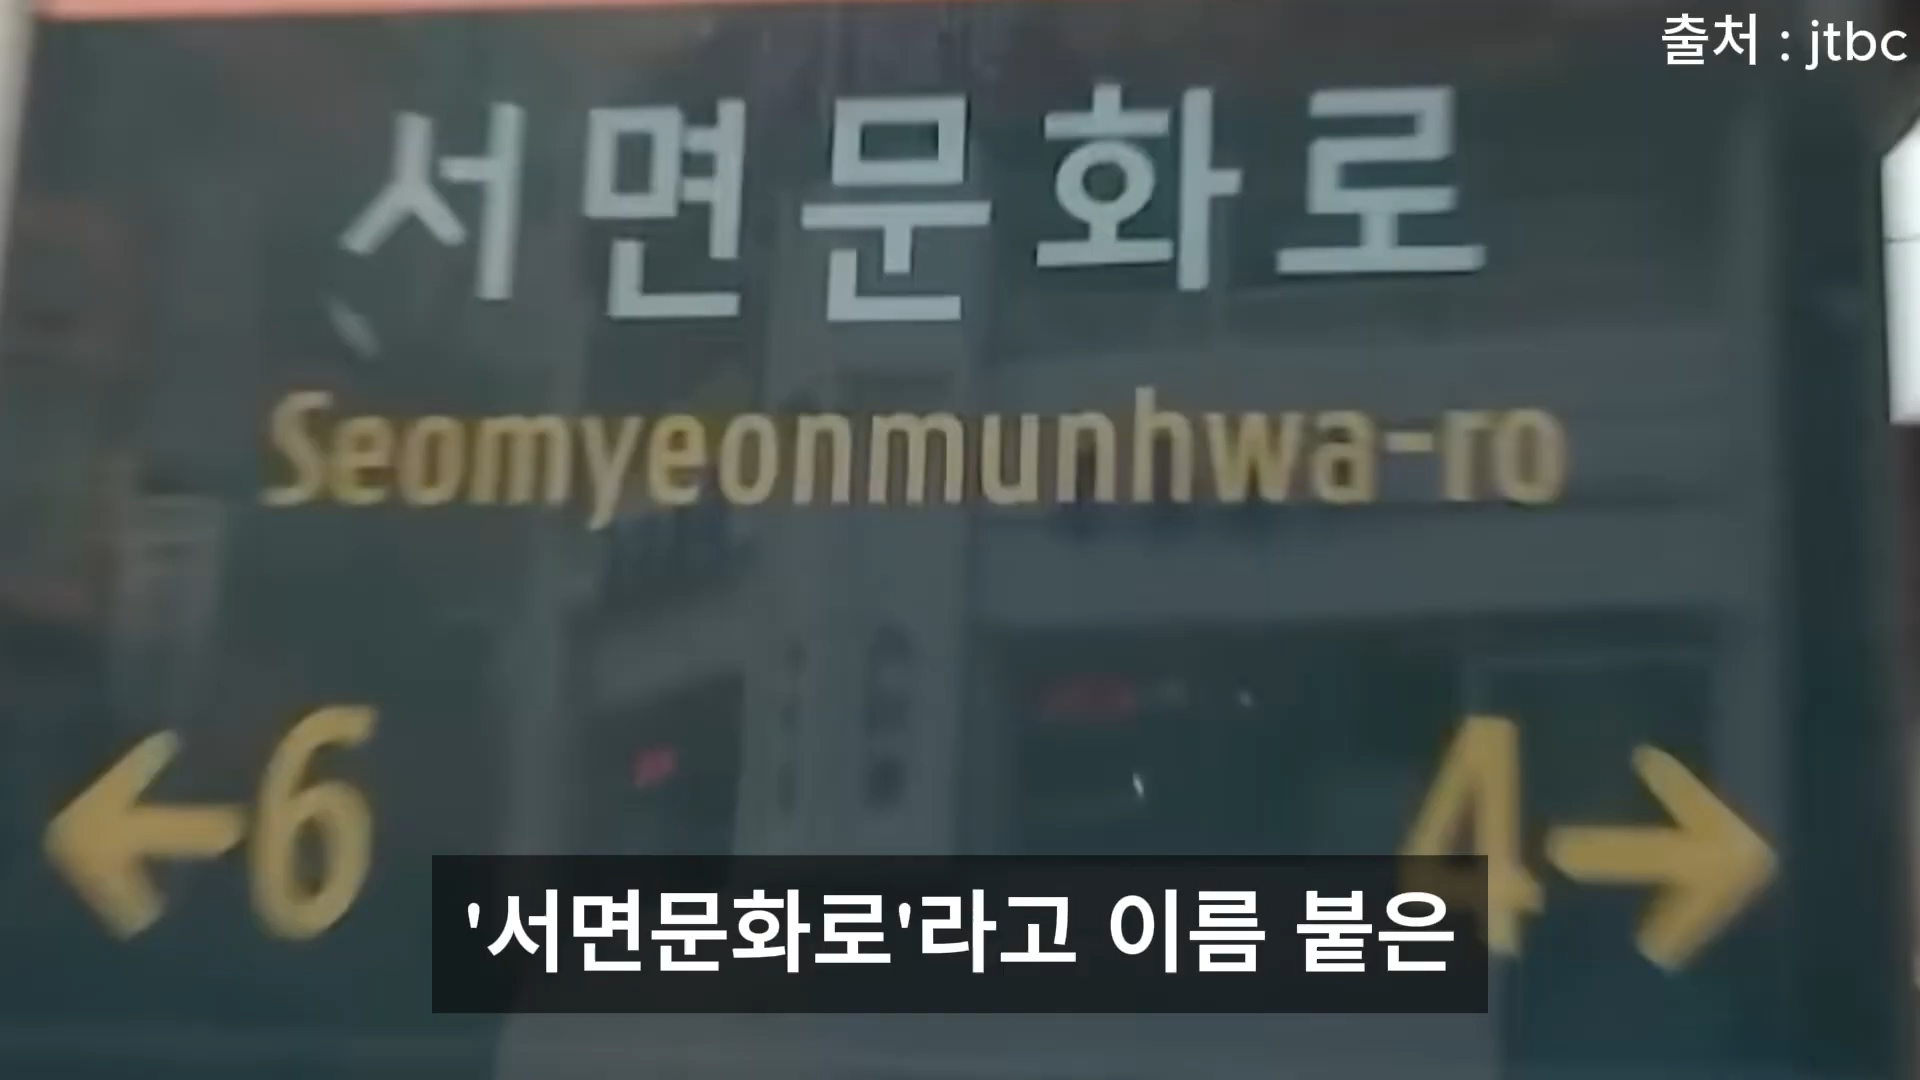 출처 : jtbc
서면문화로
Seomyeonmunhwa-ro
←6
4→
'서면문화로'라고 이름 붙은